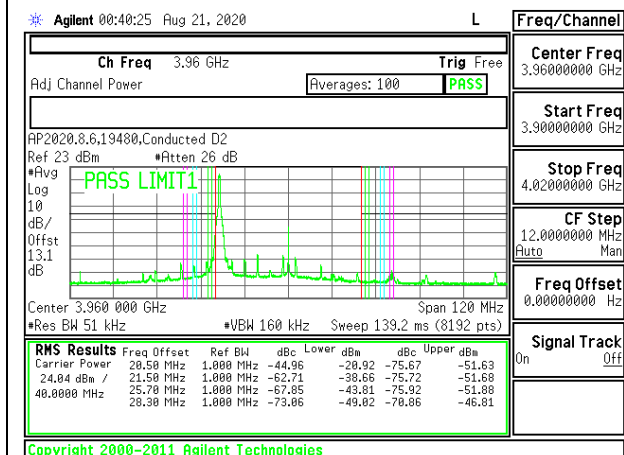 Agilent 00:40:25 Aug 21, 2020 L
Freq/Channel
Ch Freq 3.96 GHz Trig Free
Adj Channel Power Averages: 100 PASS
AP2020.8.6,19480,Conducted D2
Ref 23 dBm #Atten 26 dB
#Avg
Log
10
dB/
Offst
13.1
dB
PASS LIMIT1
Center 3.960 000 GHz Span 120 MHz
#Res BW 51 kHz #VBW 160 kHz Sweep 139.2 ms (8192 pts)
RMS Results Freq Offset Ref BW dBc Lower dBm dBc Upper dBm
Carrier Power 20.50 MHz 1.000 MHz -44.96 -20.92 -75.67 -51.63
24.04 dBm / 21.50 MHz 1.000 MHz -62.71 -38.66 -75.72 -51.68
40.0000 MHz 25.70 MHz 1.000 MHz -67.85 -43.81 -75.92 -51.88
28.30 MHz 1.000 MHz -73.06 -49.02 -70.86 -46.81
Copyright 2000-2011 Agilent Technologies
Center Freq
3.96000000 GHz
Start Freq
3.90000000 GHz
Stop Freq
4.02000000 GHz
CF Step
12.0000000 MHz
Auto Man
Freq Offset
0.00000000 Hz
Signal Track
On Off